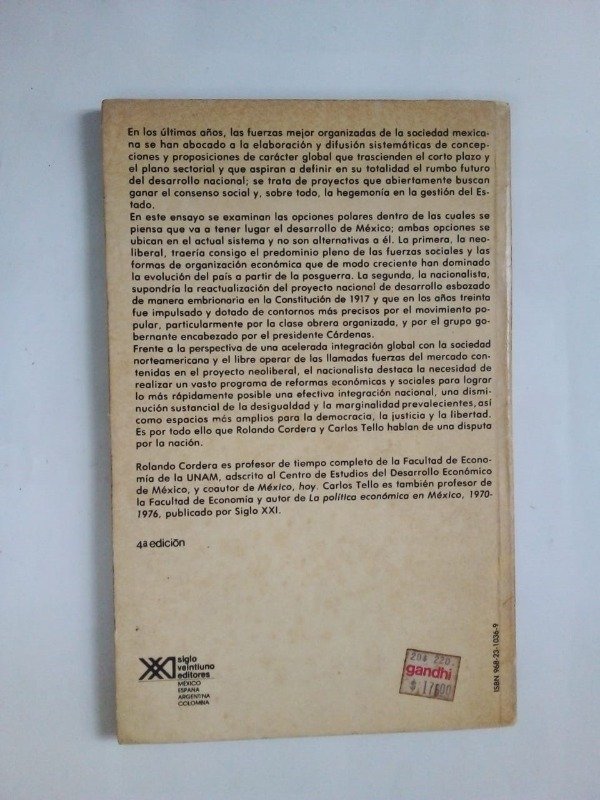 En los últimos años, las fuerzas mejor organizadas de la sociedad mexica-
na se han abocado a la elaboración y difusión sistemáticas de concep-
ciones y proposiciones de carácter global que trascienden el corto plazo y
el plano sectorial y que aspiran a definir en su totalidad el rumbo futuro
del desarrollo nacional; se trata de proyectos que abiertamente buscan
ganar el consenso social y, sobre todo, la hegemonía en la gestión del Es-
tado.
En este ensayo se examinan las opciones polares dentro de las cuales se
piensa que va a tener lugar el desarrollo de México; ambas opciones se
ubican en el actual sistema y no son alternativas a él. La primera, la neo-
liberal, traería consigo el predominio pleno de las fuerzas sociales y las
formas de organización económica que de modo creciente han dominado
la evolución del país a partir de la posguerra. La segunda, la nacionalista,
supondría la reactualización del proyecto nacional de desarrollo esbozado
de manera embrionaria en la Constitución de 1917 y que en los años treinta
fue impulsado y dotado de contornos más precisos por el movimiento po-
pular, particularmente por la clase obrera organizada, y por el grupo go-
bernante encabezado por el presidente Cárdenas.
Frente a la perspectiva de una acelerada integración global con la sociedad
norteamericana y el libre operar de las llamadas fuerzas del mercado con-
tenidas en el proyecto neoliberal, el nacionalista destaca la necesidad de
realizar un vasto programa de reformas económicas y sociales para lograr
lo más rápidamente posible una efectiva integración nacional, una dismi-
nución sustancial de la desigualdad y la marginalidad prevalecientes, así
como espacios más amplios para la democracia, la justicia y la libertad.
Es por todo ello que Rolando Cordera y Carlos Tello hablan de una disputa
por la nación.
Rolando Cordera es profesor de tiempo completo de la Facultad de Econo-
mía de la UNAM, adscrito al Centro de Estudios del Desarrollo Económico
de México, y coautor de México, hoy. Carlos Tello es también profesor de
la Facultad de Economía y autor de La política económica en México, 1970-
1976, publicado por Siglo XXI.
4ª edición
siglo
veintiuno
editores
MÉXICO
ESPAÑA
ARGENTINA
COLOMBIA
gandhi
ISBN 968-23-1036-9